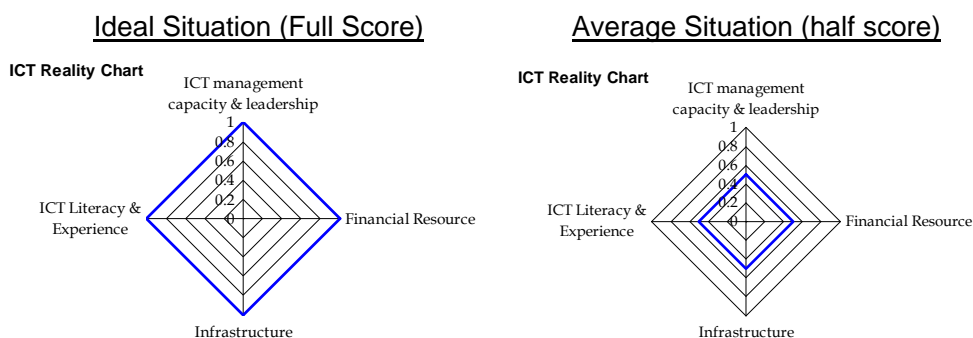 Ideal Situation (Full Score)
ICT Reality Chart
ICT management
capacity & leadership
1
0.8
0.6
0.4
0.2
0
ICT Literacy &
Experience
Financial Resource
Infrastructure
Average Situation (half score)
ICT Reality Chart
ICT management
capacity & leadership
1
0.8
0.6
0.4
0.2
0
ICT Literacy &
Experience
Financial Resource
Infrastructure